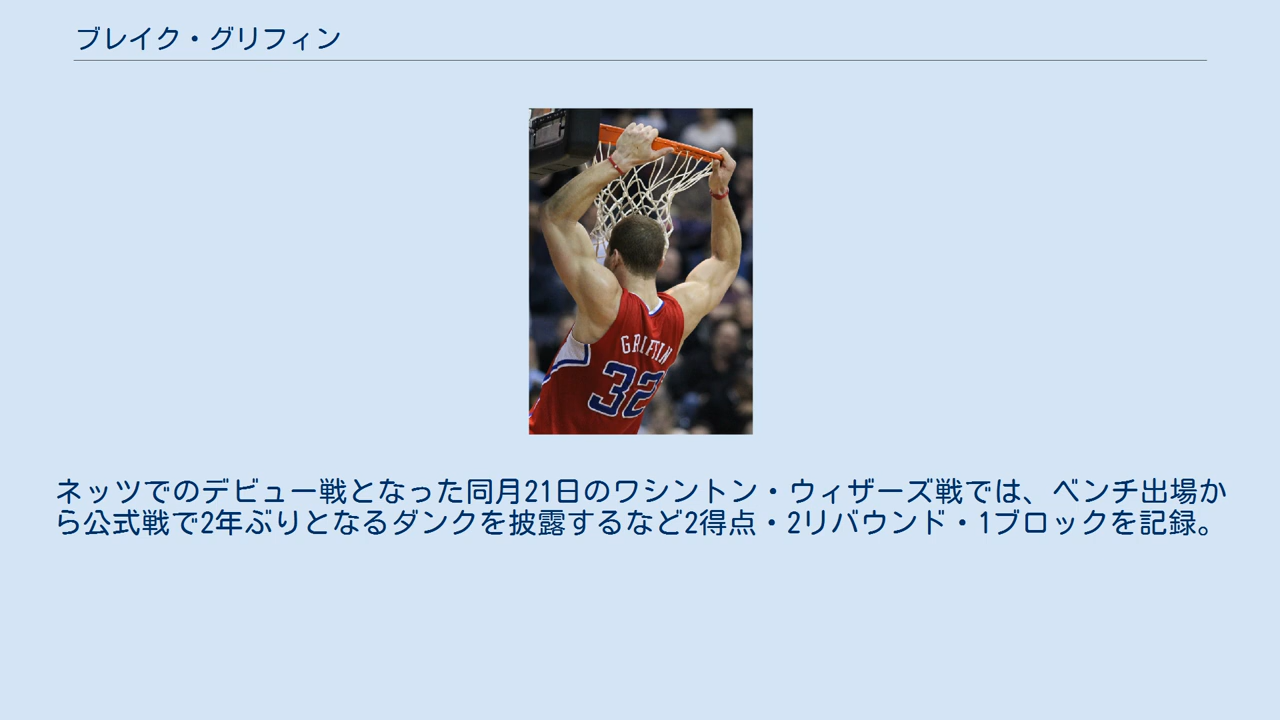 ブレイク・グリフィン
GRIFFIN
32
ネッツでのデビュー戦となった同月21日のワシントン・ウィザーズ戦では、ベンチ出場か
ら公式戦で2年ぶりとなるダンクを披露するなど2得点・2リバウンド・1ブロックを記録。